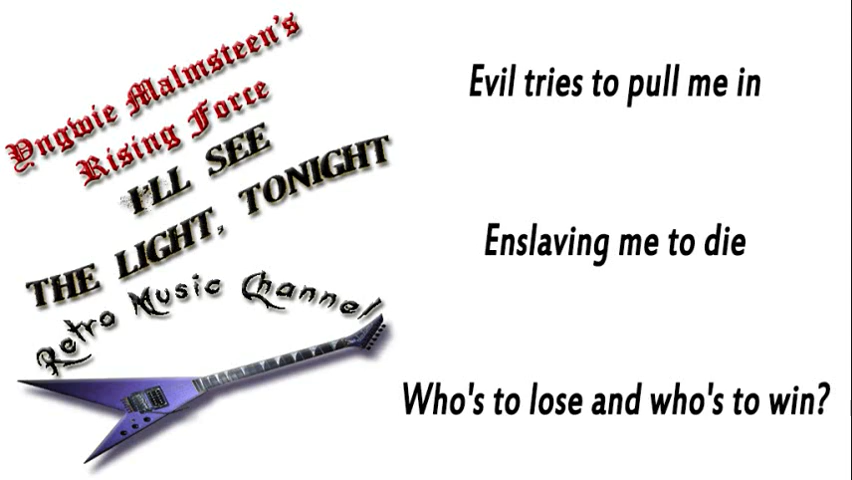 Yngwie Malmsteen's
Rising Force
I'LL SEE
THE LIGHT, TONIGHT
Retro Music Channel
Evil tries to pull me in
Enslaving me to die
Who's to lose and who's to win?